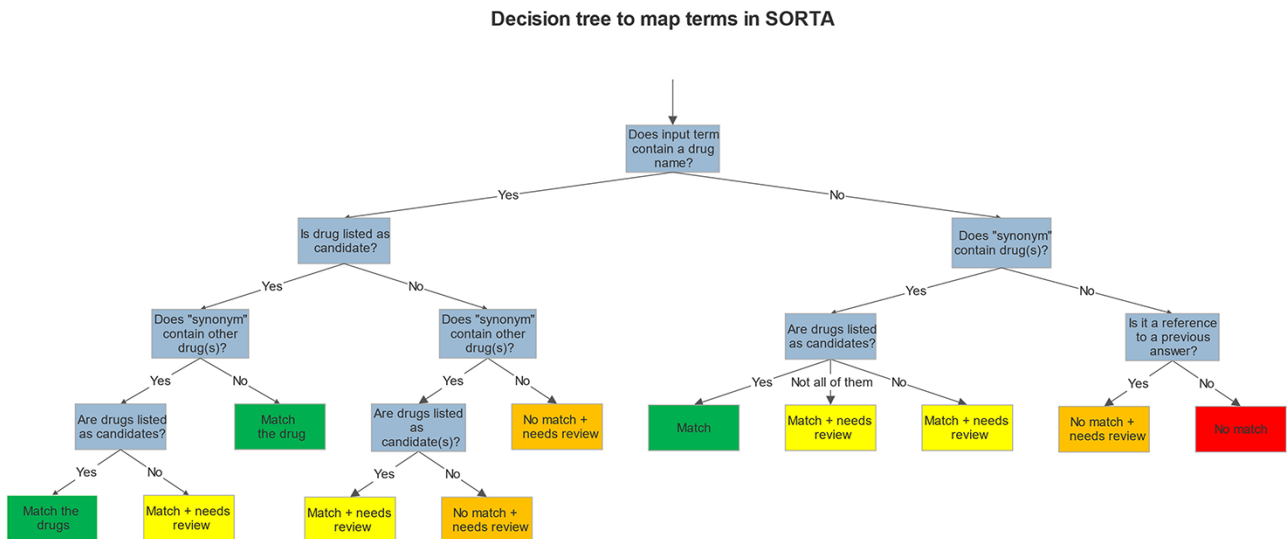 Decision tree to map terms in SORTA
Does input term
contain a drug
name?
Yes
No
Is drug listed as
candidate?
Does "synonym"
contain drug(s)?
Yes
No
Yes
No
Does "synonym"
contain other
drug(s)?
Does "synonym"
contain other
drug(s)?
Are drugs listed
as candidates?
Is it a reference
to a previous
answer?
Yes
No
Yes
No
Yes
Not all of them
No
Yes
No
Are drugs listed
as candidates?
Match
the drug
Are drugs listed
as
candidate(s)?
No match +
needs review
Match
Match + needs
review
Match + needs
review
No match +
needs review
No match
Yes
No
Yes
No
Match the
drugs
Match + needs
review
Match + needs
review
No match +
needs review